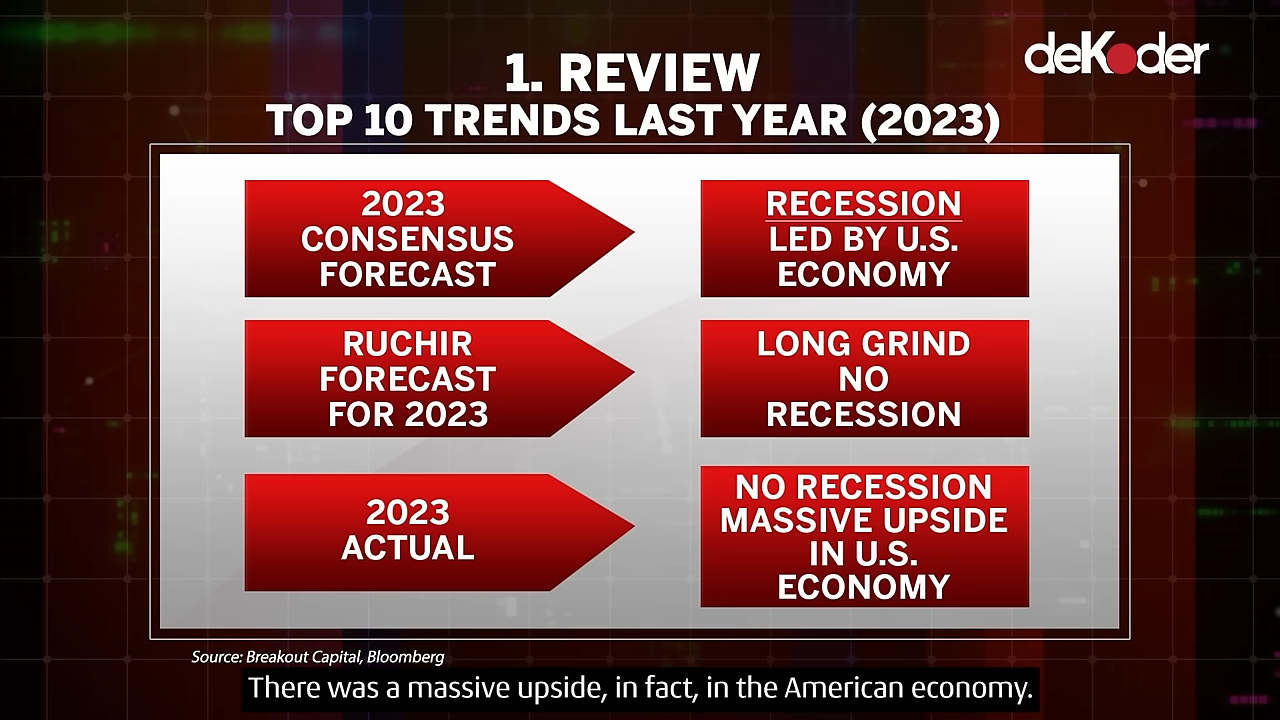 deKoder
1. REVIEW
TOP 10 TRENDS LAST YEAR (2023)
2023
CONSENSUS
FORECAST
RECESSION
LED BY U.S.
ECONOMY
RUCHIR
FORECAST
FOR 2023
LONG GRIND
NO
RECESSION
2023
ACTUAL
NO RECESSION
MASSIVE UPSIDE
IN U.S.
ECONOMY
Source: Breakout Capital, Bloomberg
There was a massive upside, in fact, in the American economy.